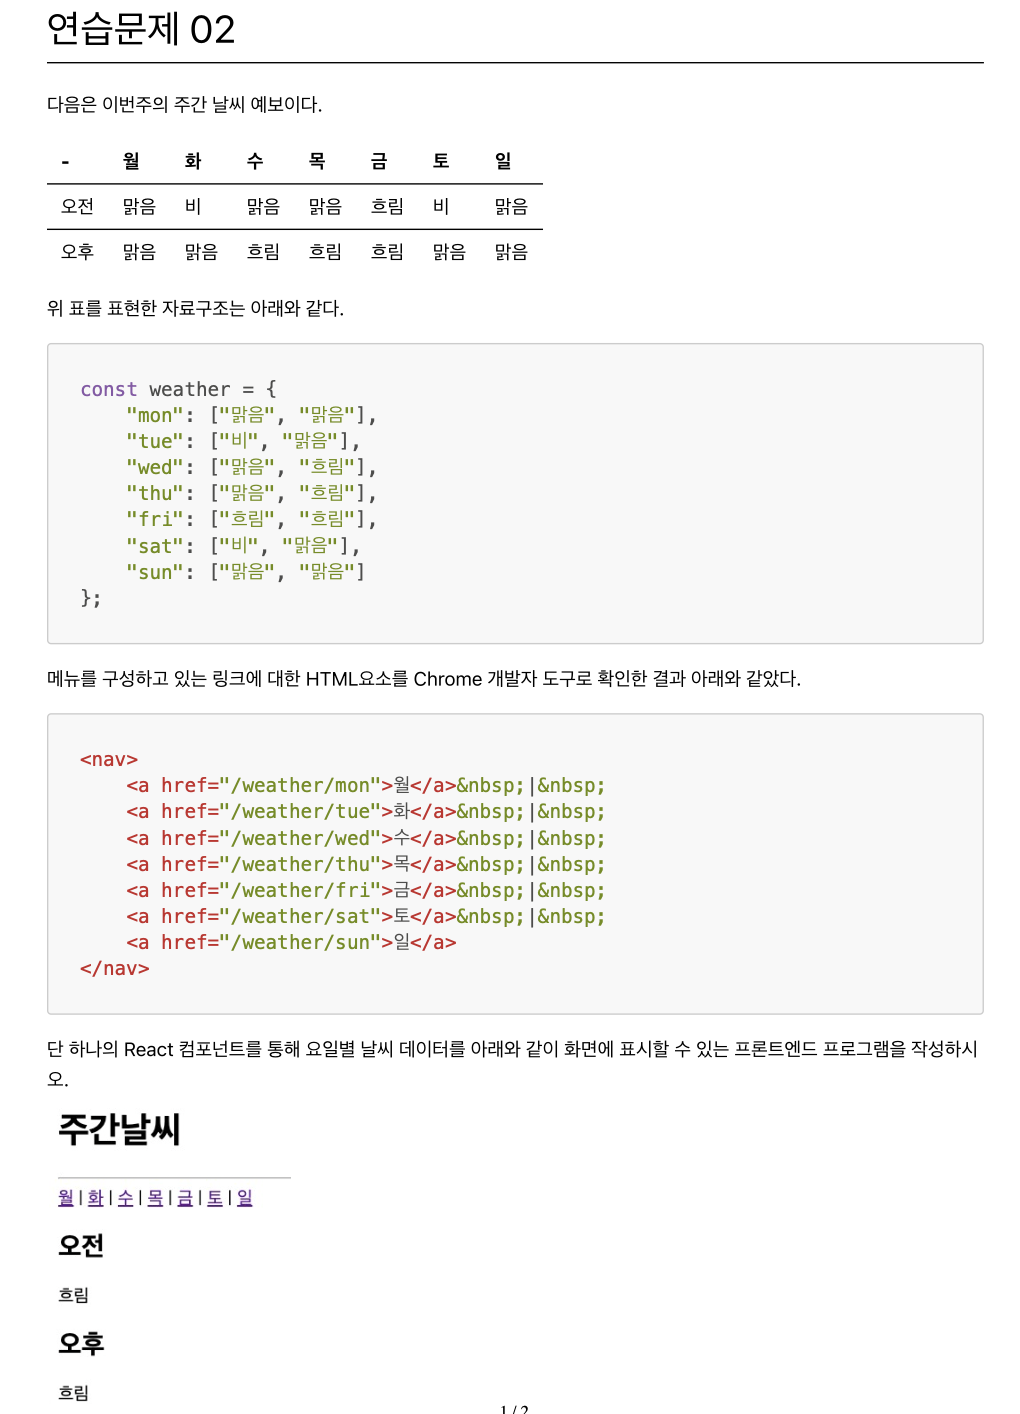 연습문제 02
다음은 이번주의 주간 날씨 예보이다.
- 월 화 수 목 금 토 일
오전 맑음 비 맑음 맑음 흐림 비 맑음
오후 맑음 맑음 흐림 흐림 흐림 맑음 맑음
위 표를 표현한 자료구조는 아래와 같다.
const weather = {
    "mon": ["맑음", "맑음"],
    "tue": ["비", "맑음"],
    "wed": ["맑음", "흐림"],
    "thu": ["맑음", "흐림"],
    "fri": ["흐림", "흐림"],
    "sat": ["비", "맑음"],
    "sun": ["맑음", "맑음"]
};
메뉴를 구성하고 있는 링크에 대한 HTML요소를 Chrome 개발자 도구로 확인한 결과 아래와 같았다.
<nav>
    <a href="/weather/mon">월</a>&nbsp;|&nbsp;
    <a href="/weather/tue">화</a>&nbsp;|&nbsp;
    <a href="/weather/wed">수</a>&nbsp;|&nbsp;
    <a href="/weather/thu">목</a>&nbsp;|&nbsp;
    <a href="/weather/fri">금</a>&nbsp;|&nbsp;
    <a href="/weather/sat">토</a>&nbsp;|&nbsp;
    <a href="/weather/sun">일</a>
</nav>
단 하나의 React 컴포넌트를 통해 요일별 날씨 데이터를 아래와 같이 화면에 표시할 수 있는 프론트엔드 프로그램을 작성하시
오.
주간날씨
월 | 화 | 수 | 목 | 금 | 토 | 일
오전
흐림
오후
흐림
1 / 2